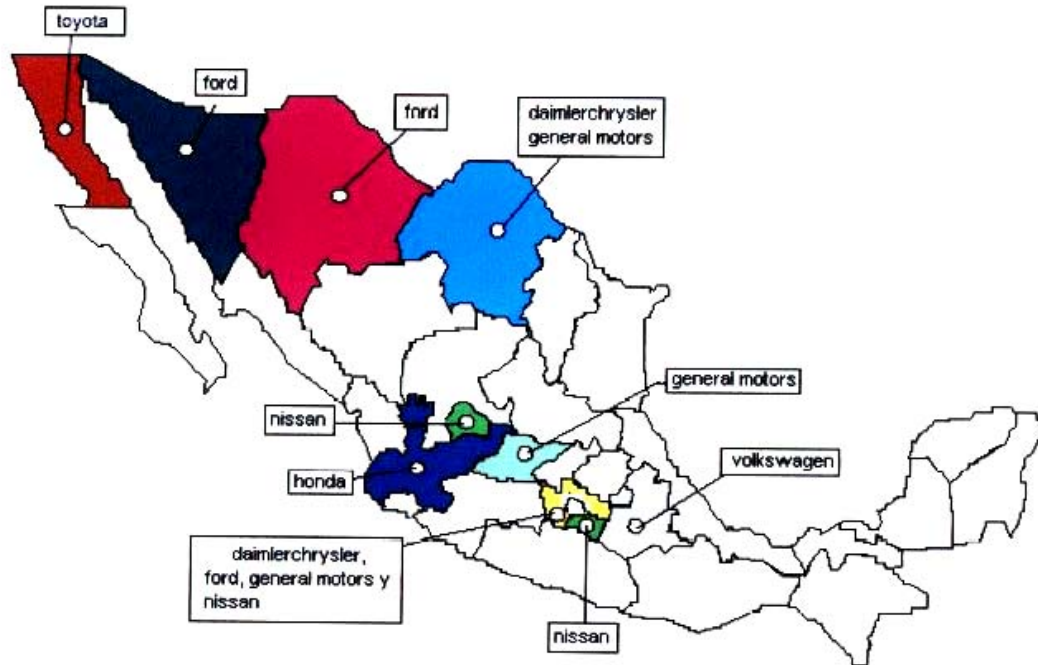 toyota
ford
ford
daimlerchrysler
general motors
general motors
nissan
volkswagen
honda
daimlerchrysler,
ford, general motors y
nissan
nissan